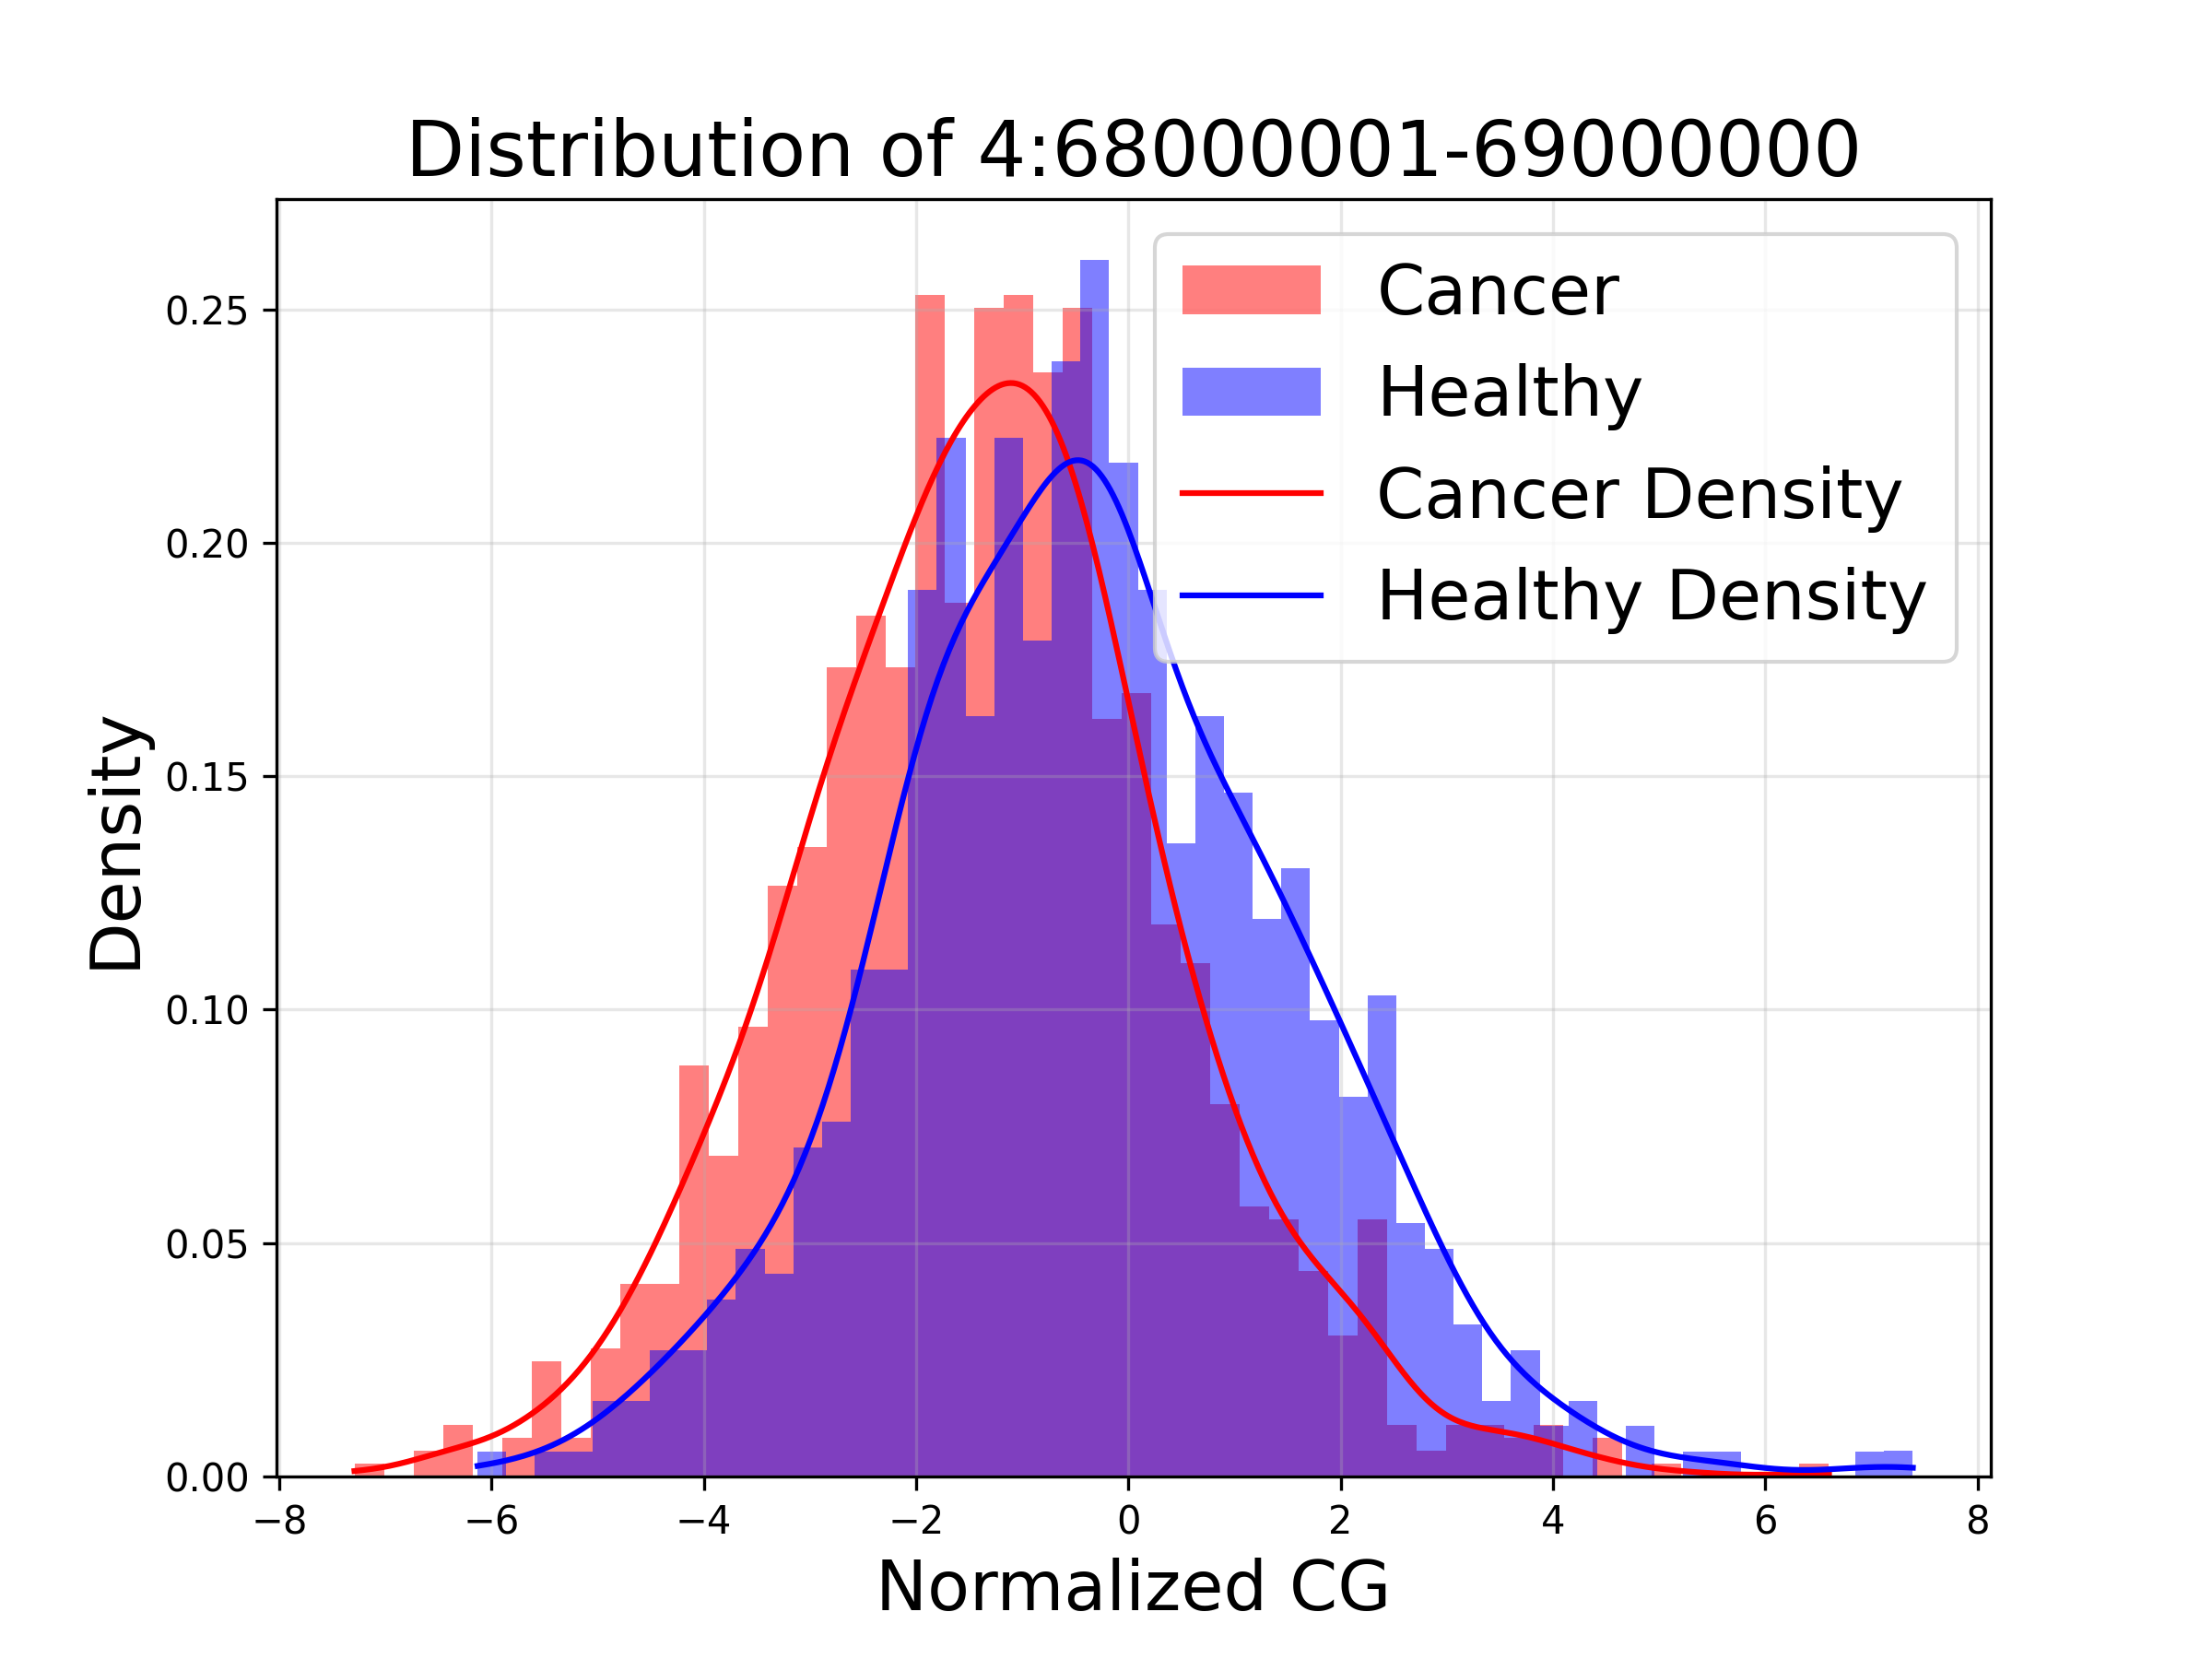 Distribution of 4:68000001-69000000
Cancer
Healthy
Cancer Density
Healthy Density
Density
0.25
0.20
0.15
0.10
0.05
0.00
−8 −6 −4 −2 0 2 4 6 8
Normalized CG